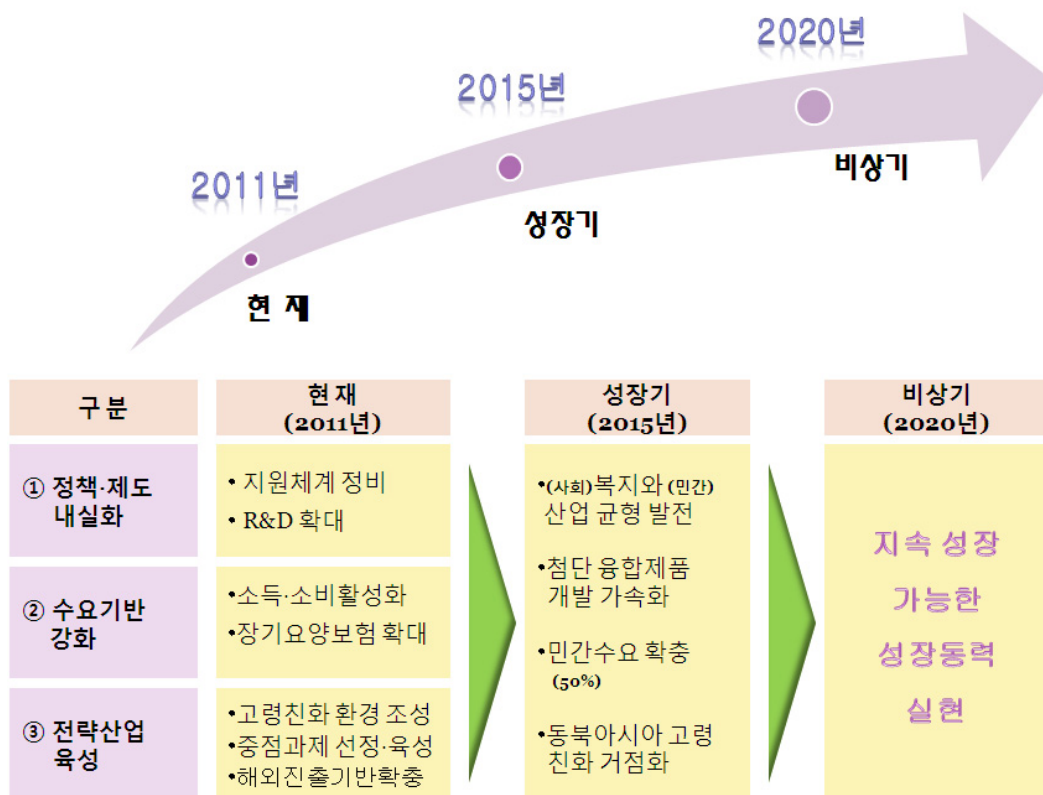 2020년
2015년
2011년
비상기
성장기
현 재
구 분
현 재
(2011년)
성장기
(2015년)
비상기
(2020년)
① 정책·제도
내실화
• 지원체계 정비
• R&D 확대
② 수요기반
강화
•소득·소비활성화
•장기요양보험 확대
③ 전략산업
육성
•고령친화 환경 조성
•중점과제 선정·육성
•해외진출기반확충
•(사회)복지와 (민간)
산업 균형 발전
•첨단 융합제품
개발 가속화
•민간수요 확충
(50%)
•동북아시아 고령
친화 거점화
지속 성장
가능한
성장동력
실현